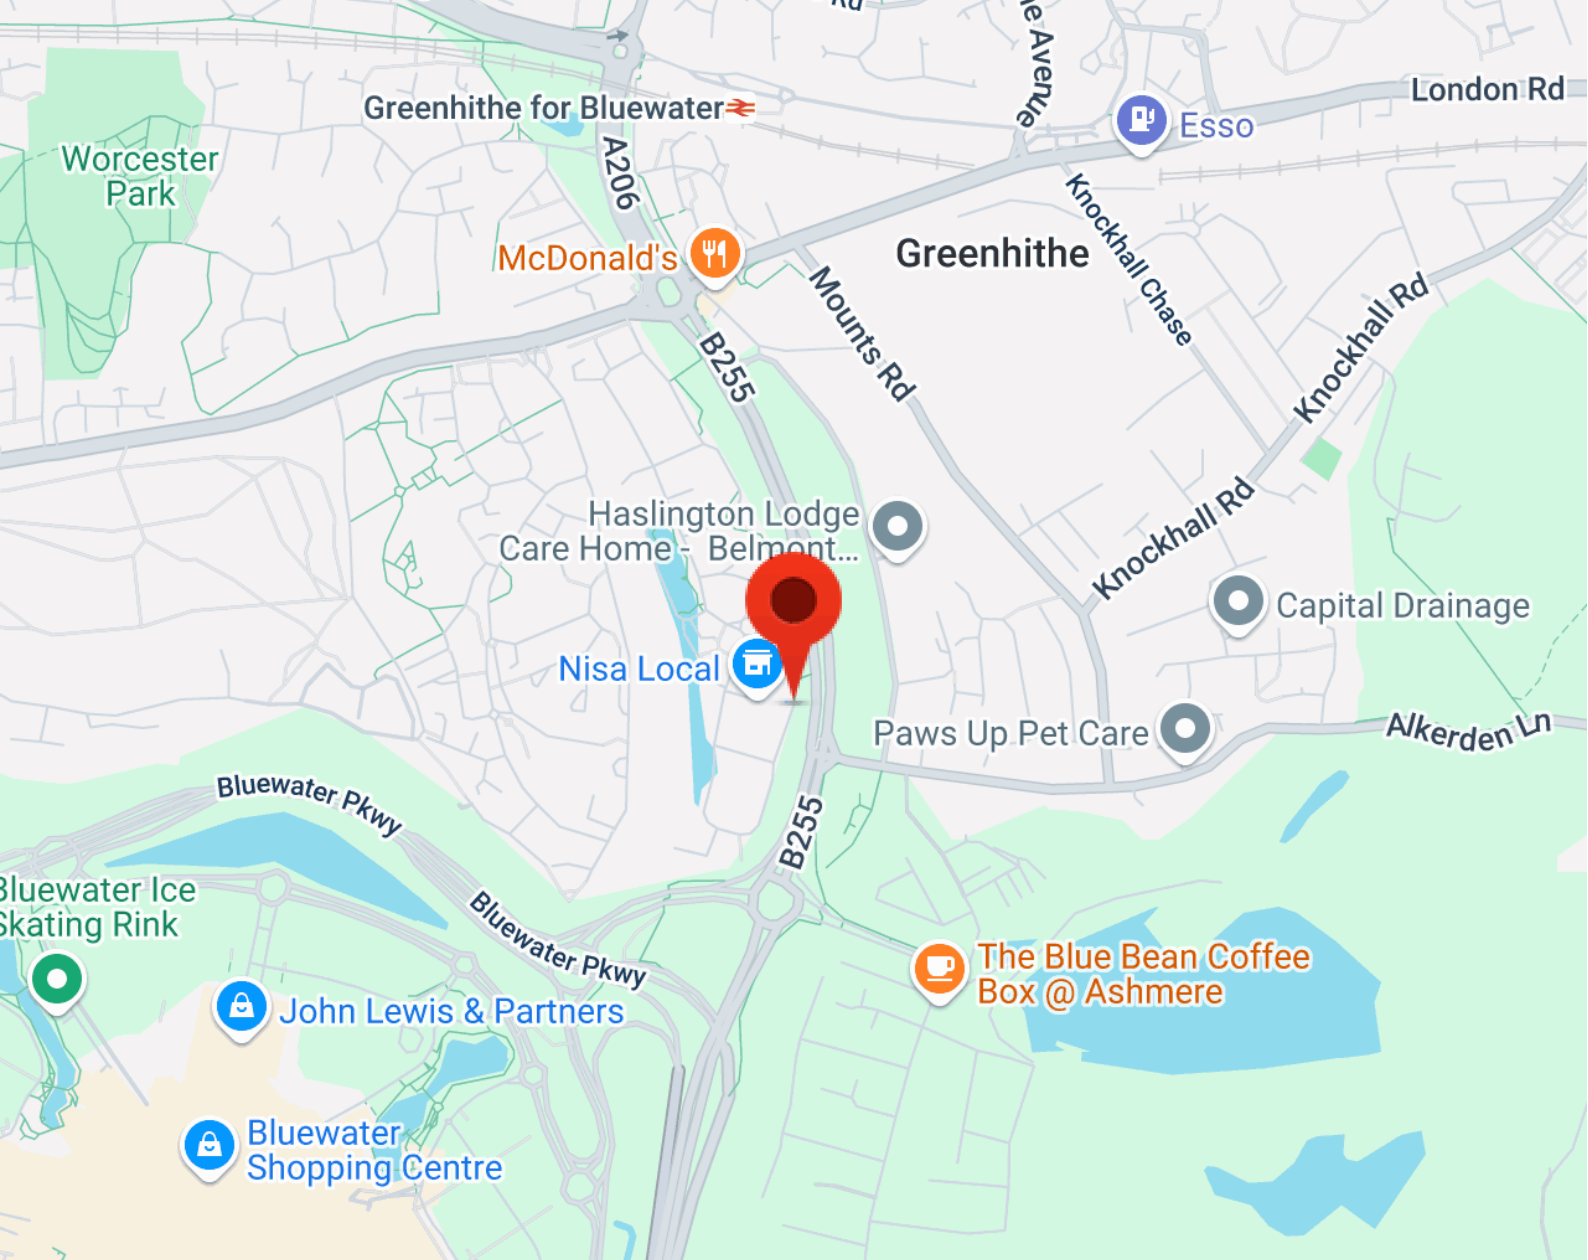 Rd
e Avenue
London Rd
Greenhithe for Bluewater
Esso
Worcester
Park
A206
Knockhall Chase
McDonald's
Greenhithe
Mounts Rd
Knockhall Rd
B255
Haslington Lodge
Care Home - Belmont...
Knockhall Rd
Capital Drainage
Nisa Local
Paws Up Pet Care
Alkerden Ln
Bluewater Pkwy
B255
Bluewater Ice
Skating Rink
Bluewater Pkwy
The Blue Bean Coffee
Box @ Ashmere
John Lewis & Partners
Bluewater
Shopping Centre